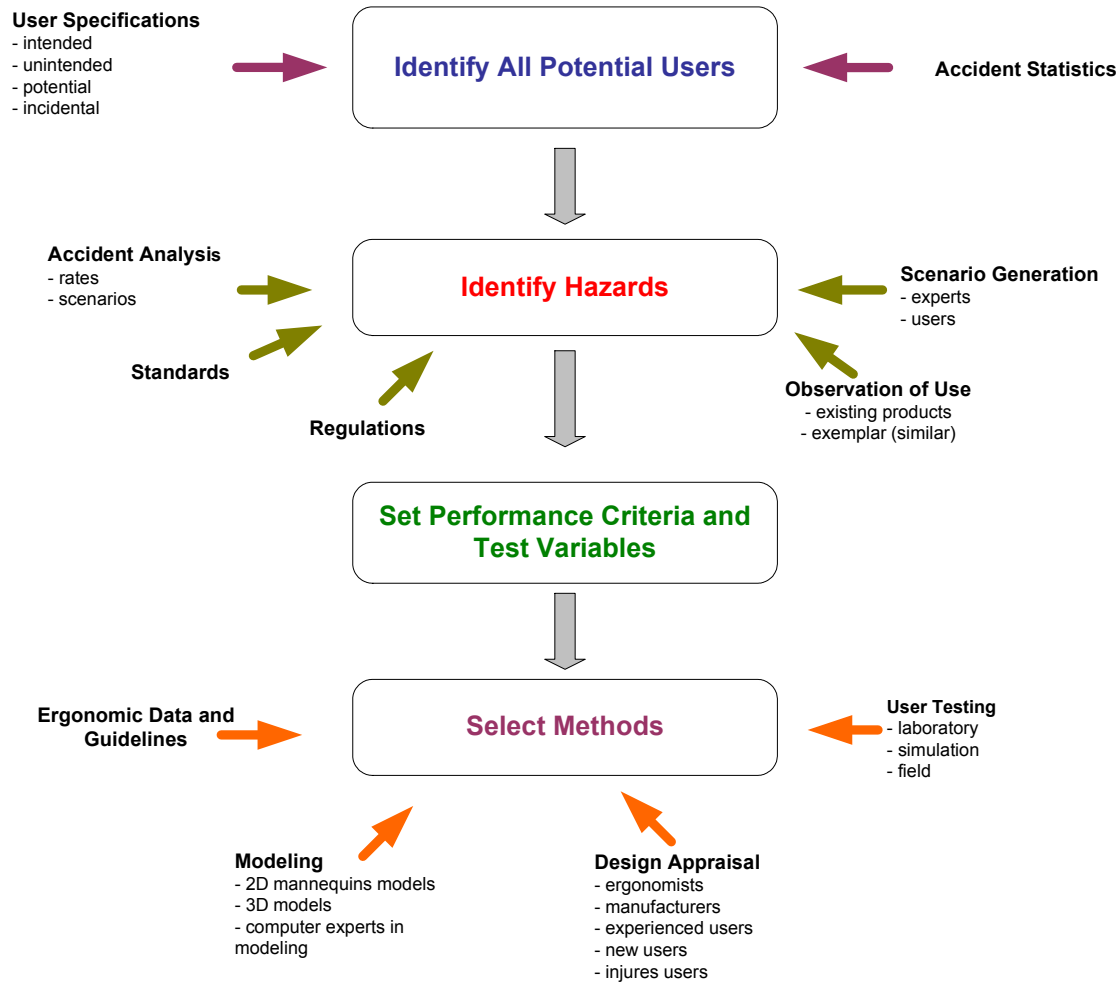 User Specifications
- intended
- unintended
- potential
- incidental
Identify All Potential Users
Accident Statistics
Accident Analysis
- rates
- scenarios
Identify Hazards
Scenario Generation
- experts
- users
Standards
Regulations
Observation of Use
- existing products
- exemplar (similar)
Set Performance Criteria and
Test Variables
Ergonomic Data and
Guidelines
Select Methods
User Testing
- laboratory
- simulation
- field
Modeling
- 2D mannequins models
- 3D models
- computer experts in
modeling
Design Appraisal
- ergonomists
- manufacturers
- experienced users
- new users
- injures users